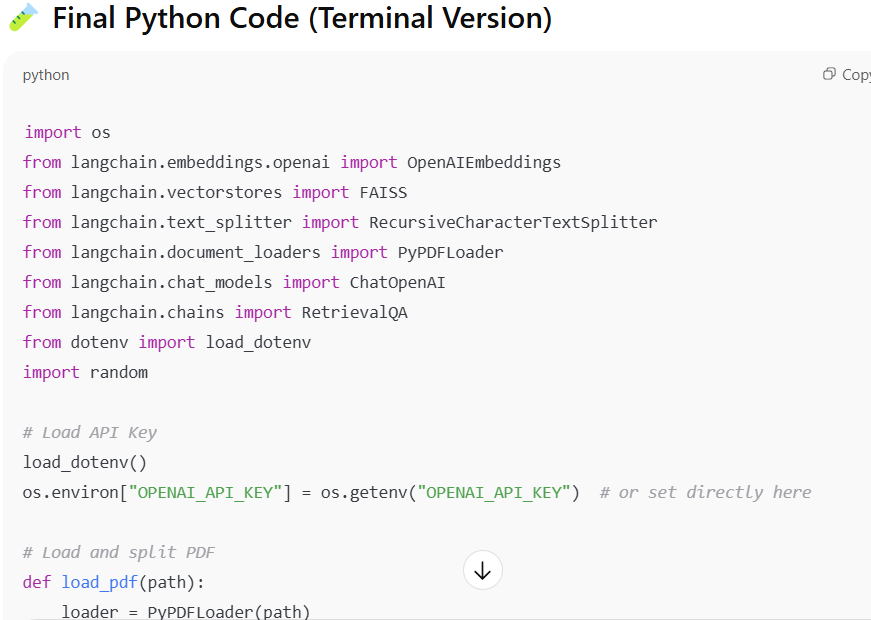 Final Python Code (Terminal Version)
python
Copy
import os
from langchain.embeddings.openai import OpenAIEmbeddings
from langchain.vectorstores import FAISS
from langchain.text_splitter import RecursiveCharacterTextSplitter
from langchain.document_loaders import PyPDFLoader
from langchain.chat_models import ChatOpenAI
from langchain.chains import RetrievalQA
from dotenv import load_dotenv
import random

# Load API Key
load_dotenv()
os.environ["OPENAI_API_KEY"] = os.getenv("OPENAI_API_KEY")  # or set directly here

# Load and split PDF
def load_pdf(path):
    loader = PyPDFLoader(path)